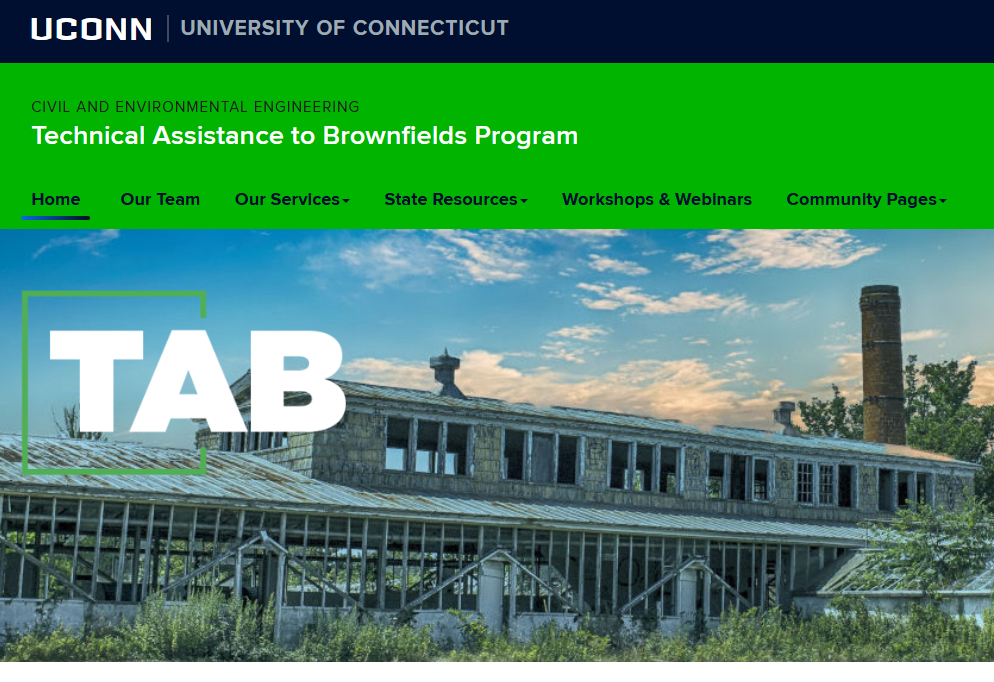 UCONN UNIVERSITY OF CONNECTICUT
CIVIL AND ENVIRONMENTAL ENGINEERING
Technical Assistance to Brownfields Program
Home Our Team Our Services State Resources Workshops & Webinars Community Pages
TAB